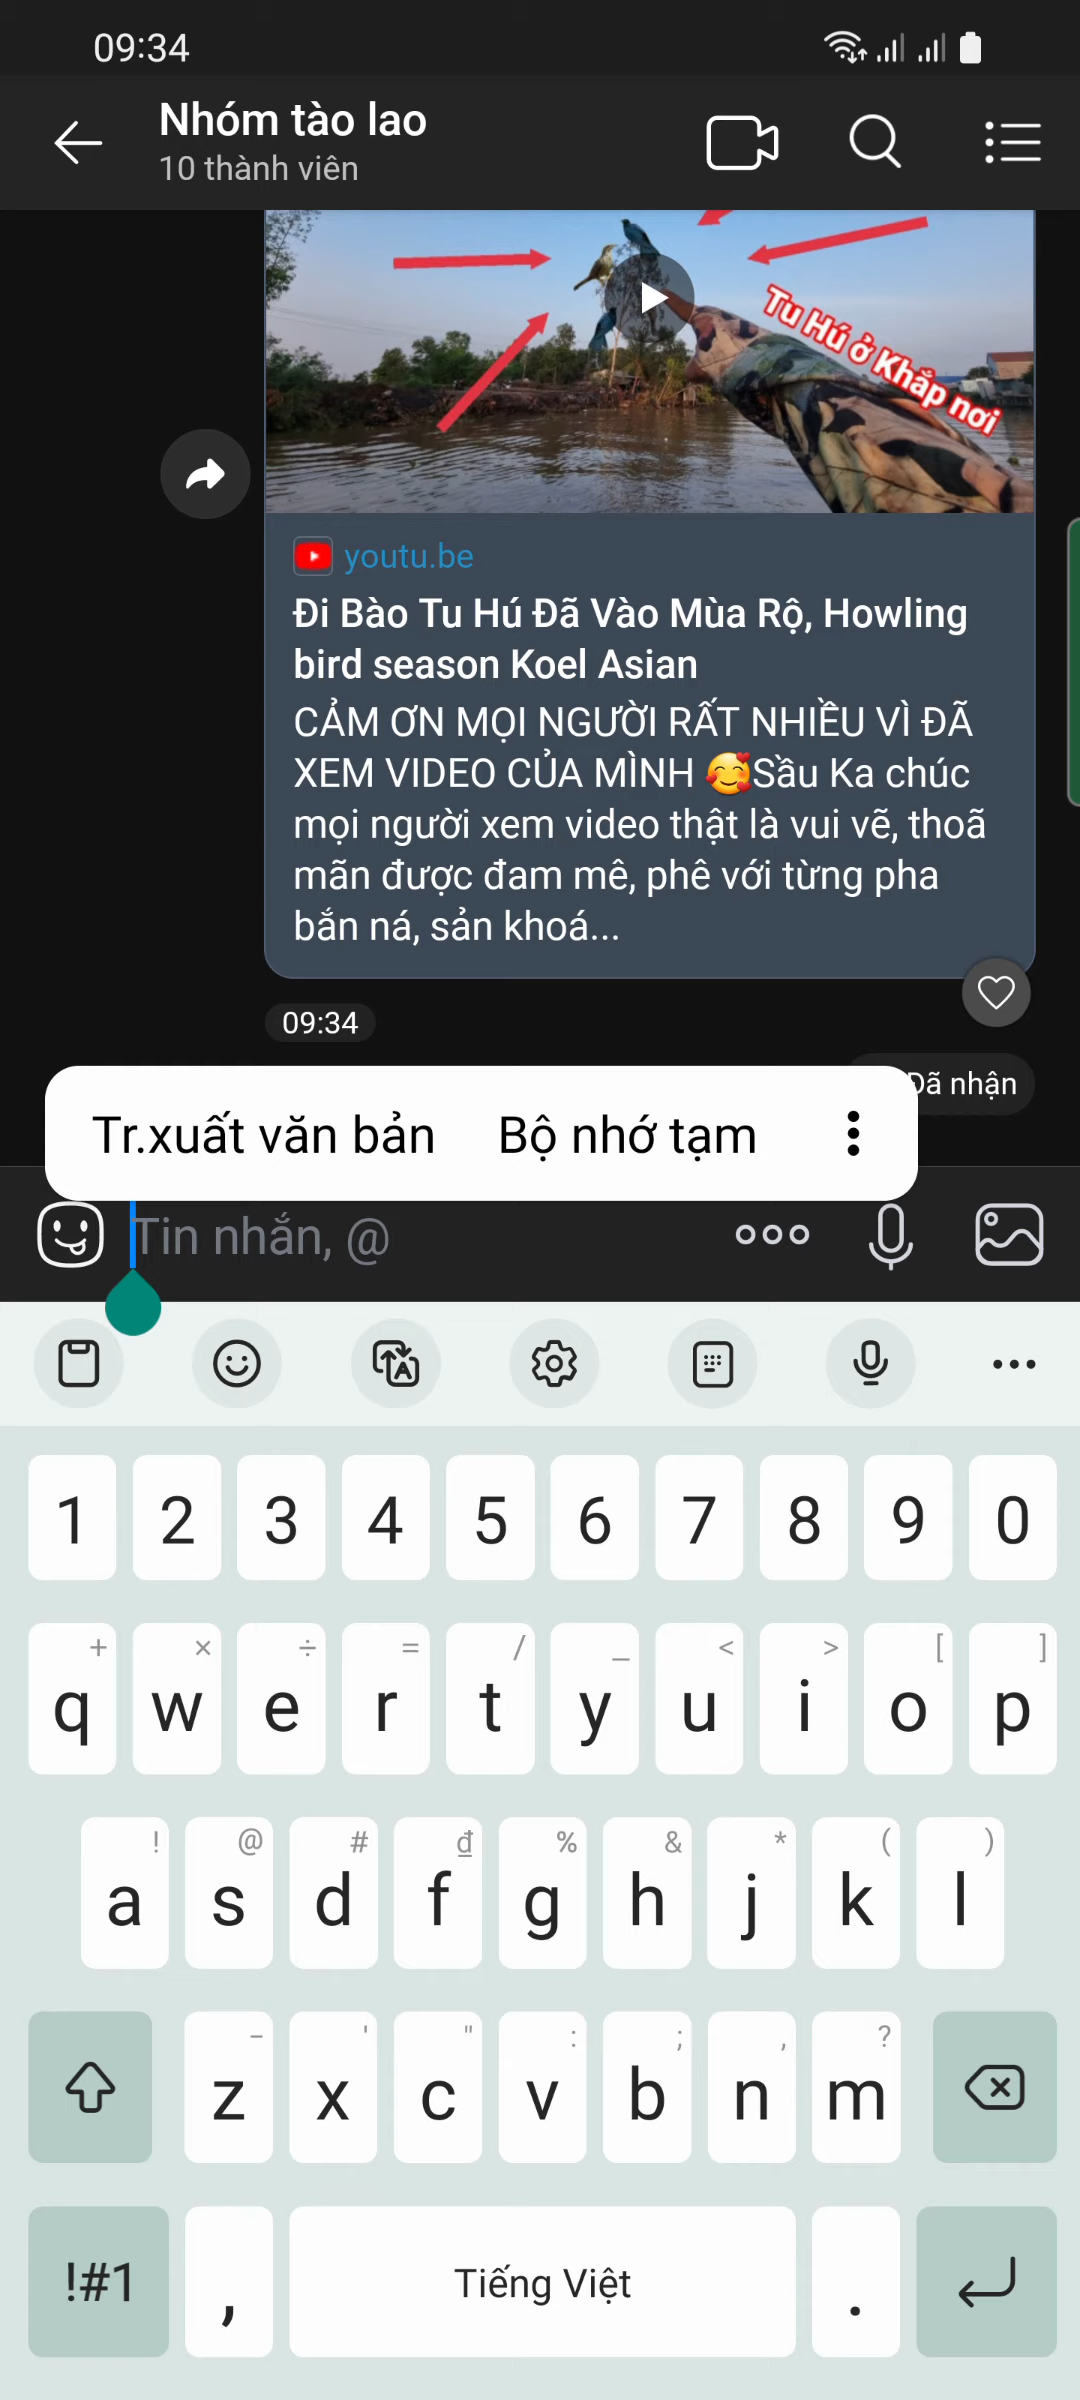 09:34
Nhóm tào lao
10 thành viên
Tu Hú ở Khắp nơi
youtu.be
Đi Bào Tu Hú Đã Vào Mùa Rộ, Howling
bird season Koel Asian
CẢM ƠN MỌI NGƯỜI RẤT NHIỀU VÌ ĐÃ
XEM VIDEO CỦA MÌNH 🥰Sầu Ka chúc
mọi người xem video thật là vui vẽ, thoã
mãn được đam mê, phê với từng pha
bắn ná, sản khoá...
09:34
Đã nhận
Tr.xuất văn bản Bộ nhớ tạm
Tin nhắn, @
1 2 3 4 5 6 7 8 9 0
+ × ÷ = / _ < > [ ]
q w e r t y u i o p
! @ # ₫ % & * ( )
a s d f g h j k l
- ' " : ; , ?
z x c v b n m
!#1 , Tiếng Việt .